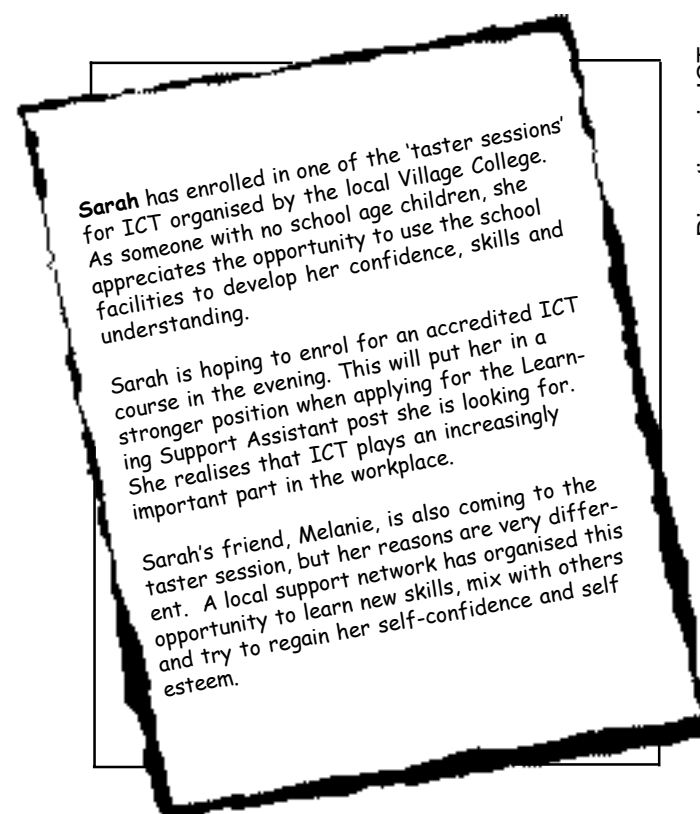 Sarah has enrolled in one of the ‘taster sessions’
for ICT organised by the local Village College.
As someone with no school age children, she
appreciates the opportunity to use the school
facilities to develop her confidence, skills and
understanding.
Sarah is hoping to enrol for an accredited ICT
course in the evening. This will put her in a
stronger position when applying for the Learn-
ing Support Assistant post she is looking for.
She realises that ICT plays an increasingly
important part in the workplace.
Sarah's friend, Melanie, is also coming to the
taster session, but her reasons are very differ-
ent.  A local support network has organised this
opportunity to learn new skills, mix with others
and try to regain her self-confidence and self
esteem.